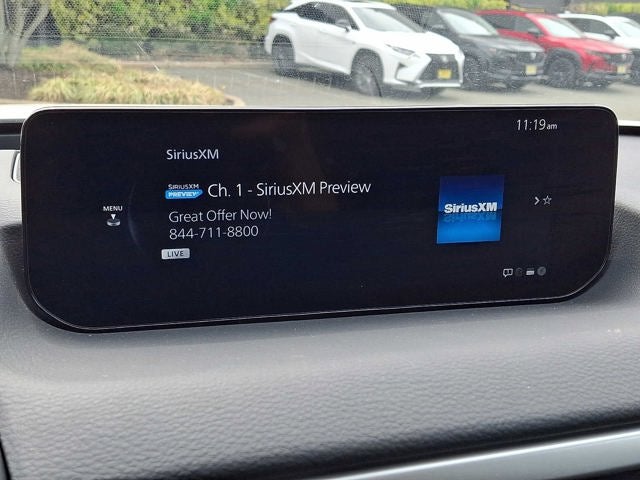 11:19am
SiriusXM
SIRIUSXM
PREVIEW
Ch. 1 - SiriusXM Preview
MENU
Great Offer Now!
844-711-8800
LIVE
SiriusXM